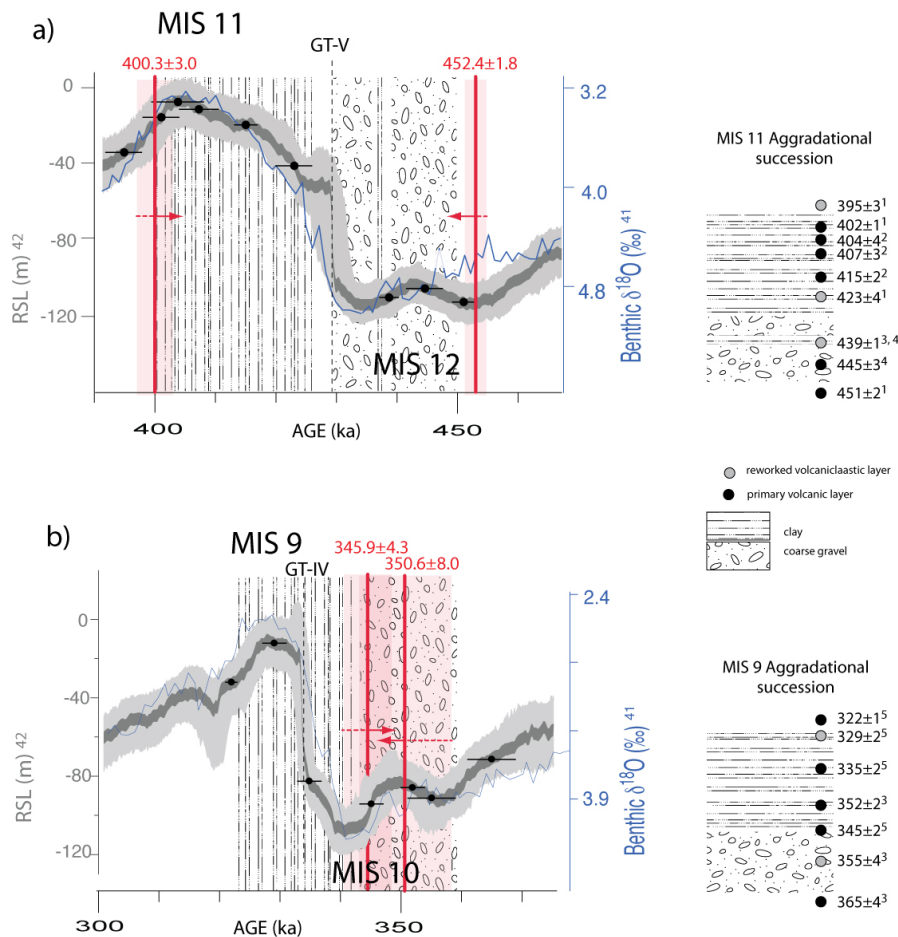 a)
MIS 11
GT-V
400.3±3.0
452.4±1.8
0
-40
-80
-120
RSL (m) 42
3.2
4.0
4.8
Benthic δ18O (‰) 41
MIS 12
400
AGE (ka)
450
MIS 11 Aggradational
succession
395±3¹
402±1¹
404±4²
407±3²
415±2²
423±4¹
439±1³,⁴
445±3⁴
451±2¹
reworked volcaniclaastic layer
primary volcanic layer
clay
coarse gravel
b)
MIS 9
GT-IV
345.9±4.3
350.6±8.0
0
-40
-80
-120
RSL (m) 42
2.4
3.9
Benthic δ18O (‰) 41
MIS 10
300
AGE (ka)
350
MIS 9 Aggradational
succession
322±1⁵
329±2⁵
335±2⁵
352±2³
345±2⁵
355±4³
365±4³